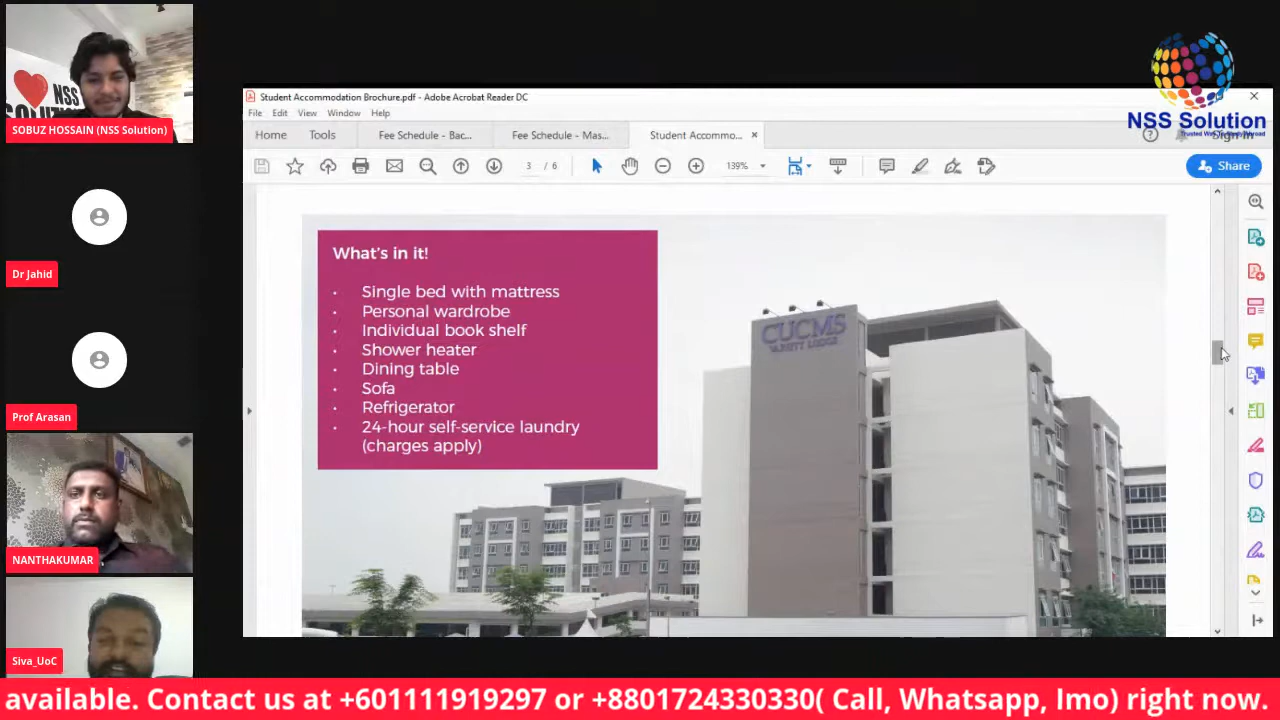 NSS
SOBUZ HOSSAIN (NSS Solution)
Dr Jahid
Prof Arasan
NANTHAKUMAR
Siva_UoC
Student Accommodation Brochure.pdf - Adobe Acrobat Reader DC
File Edit View Window Help
Home Tools Fee Schedule - Bac... Fee Schedule - Mas... Student Accommo... ×
NSS Solution
3 / 6 139% Share
What's in it!
• Single bed with mattress
• Personal wardrobe
• Individual book shelf
• Shower heater
• Dining table
• Sofa
• Refrigerator
• 24-hour self-service laundry
(charges apply)
CUCMS
VARSITY LODGE
available. Contact us at +601111919297 or +8801724330330( Call, Whatsapp, Imo) right now.